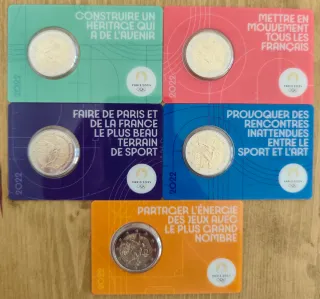 CONSTRUIRE UN
HÉRITAGE QUI
A DE L'AVENIR
2022
METTRE EN
MOUVEMENT
TOUS LES
FRANÇAIS
2022
FAIRE DE PARIS ET
DE LA FRANCE
LE PLUS BEAU
TERRAIN
DE SPORT
2022
PROVOQUER DES
RENCONTRES
INATTENDUES
ENTRE
LE SPORT ET L'ART
2022
PARTAGER L'ÉNERGIE
DES JEUX AVEC
LE PLUS GRAND
NOMBRE
2022